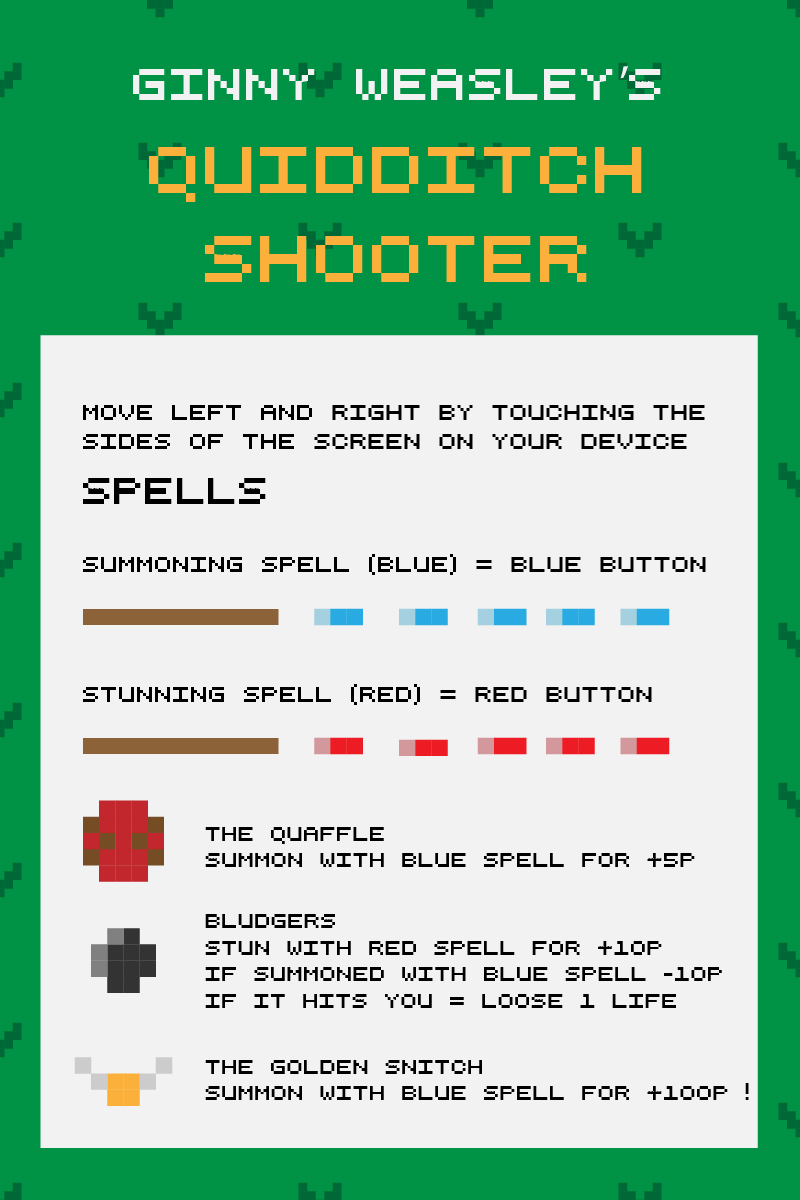 GINNY WEASLEY'S
QUIDDITCH
SHOOTER
MOVE LEFT AND RIGHT BY TOUCHING THE
SIDES OF THE SCREEN ON YOUR DEVICE
SPELLS
SUMMONING SPELL (BLUE) = BLUE BUTTON
STUNNING SPELL (RED) = RED BUTTON
THE QUAFFLE
SUMMON WITH BLUE SPELL FOR +5P
BLUDGERS
STUN WITH RED SPELL FOR +10P
IF SUMMONED WITH BLUE SPELL -10P
IF IT HITS YOU = LOOSE 1 LIFE
THE GOLDEN SNITCH
SUMMON WITH BLUE SPELL FOR +100P !